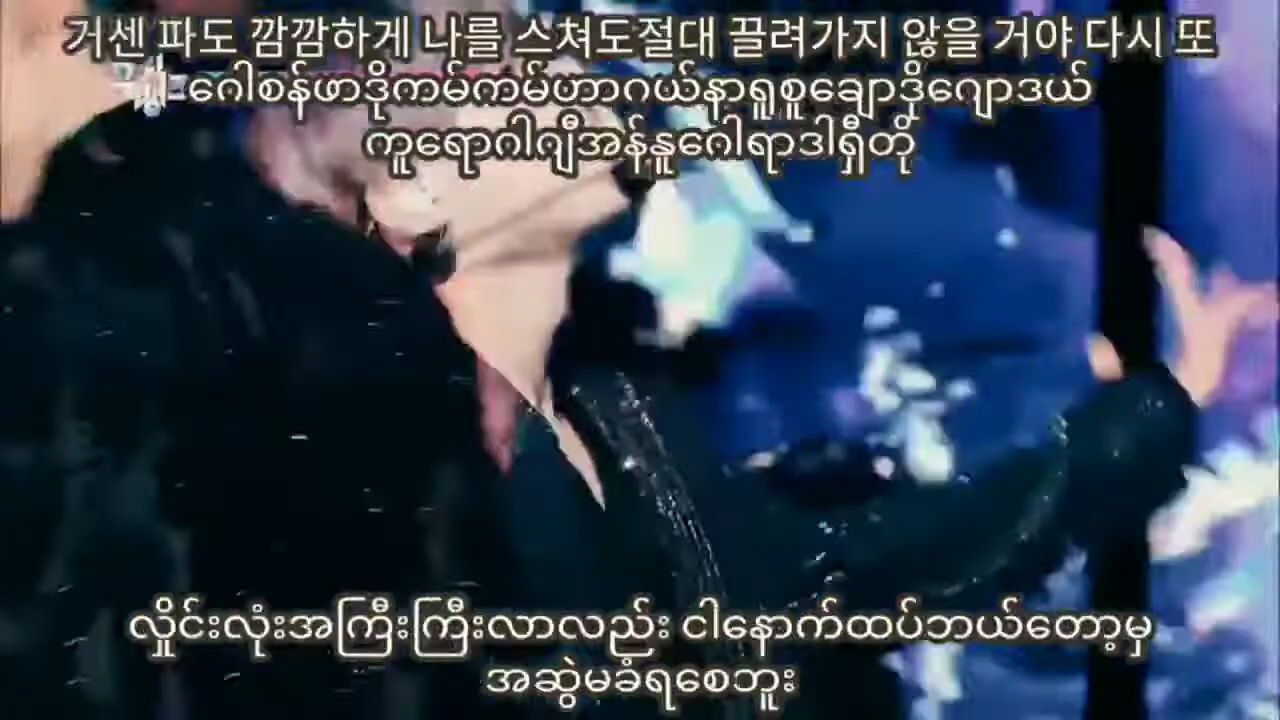 거센 파도 깜깜하게 나를 스쳐도절대 끌려가지 않을 거야 다시 또
ဂေါစန်ဖာဒိုကမ်ကမ်ဟာဂယ်နာရူစူချောဒိုဂျောဒယ်
ကူရောဂါဂျီအန်နူဂေါရာဒါရှီတို
လှိုင်းလုံးအကြီးကြီးလာလည်း ငါနောက်ထပ်ဘယ်တော့မှ
အဆွဲမခံရစေဘူး